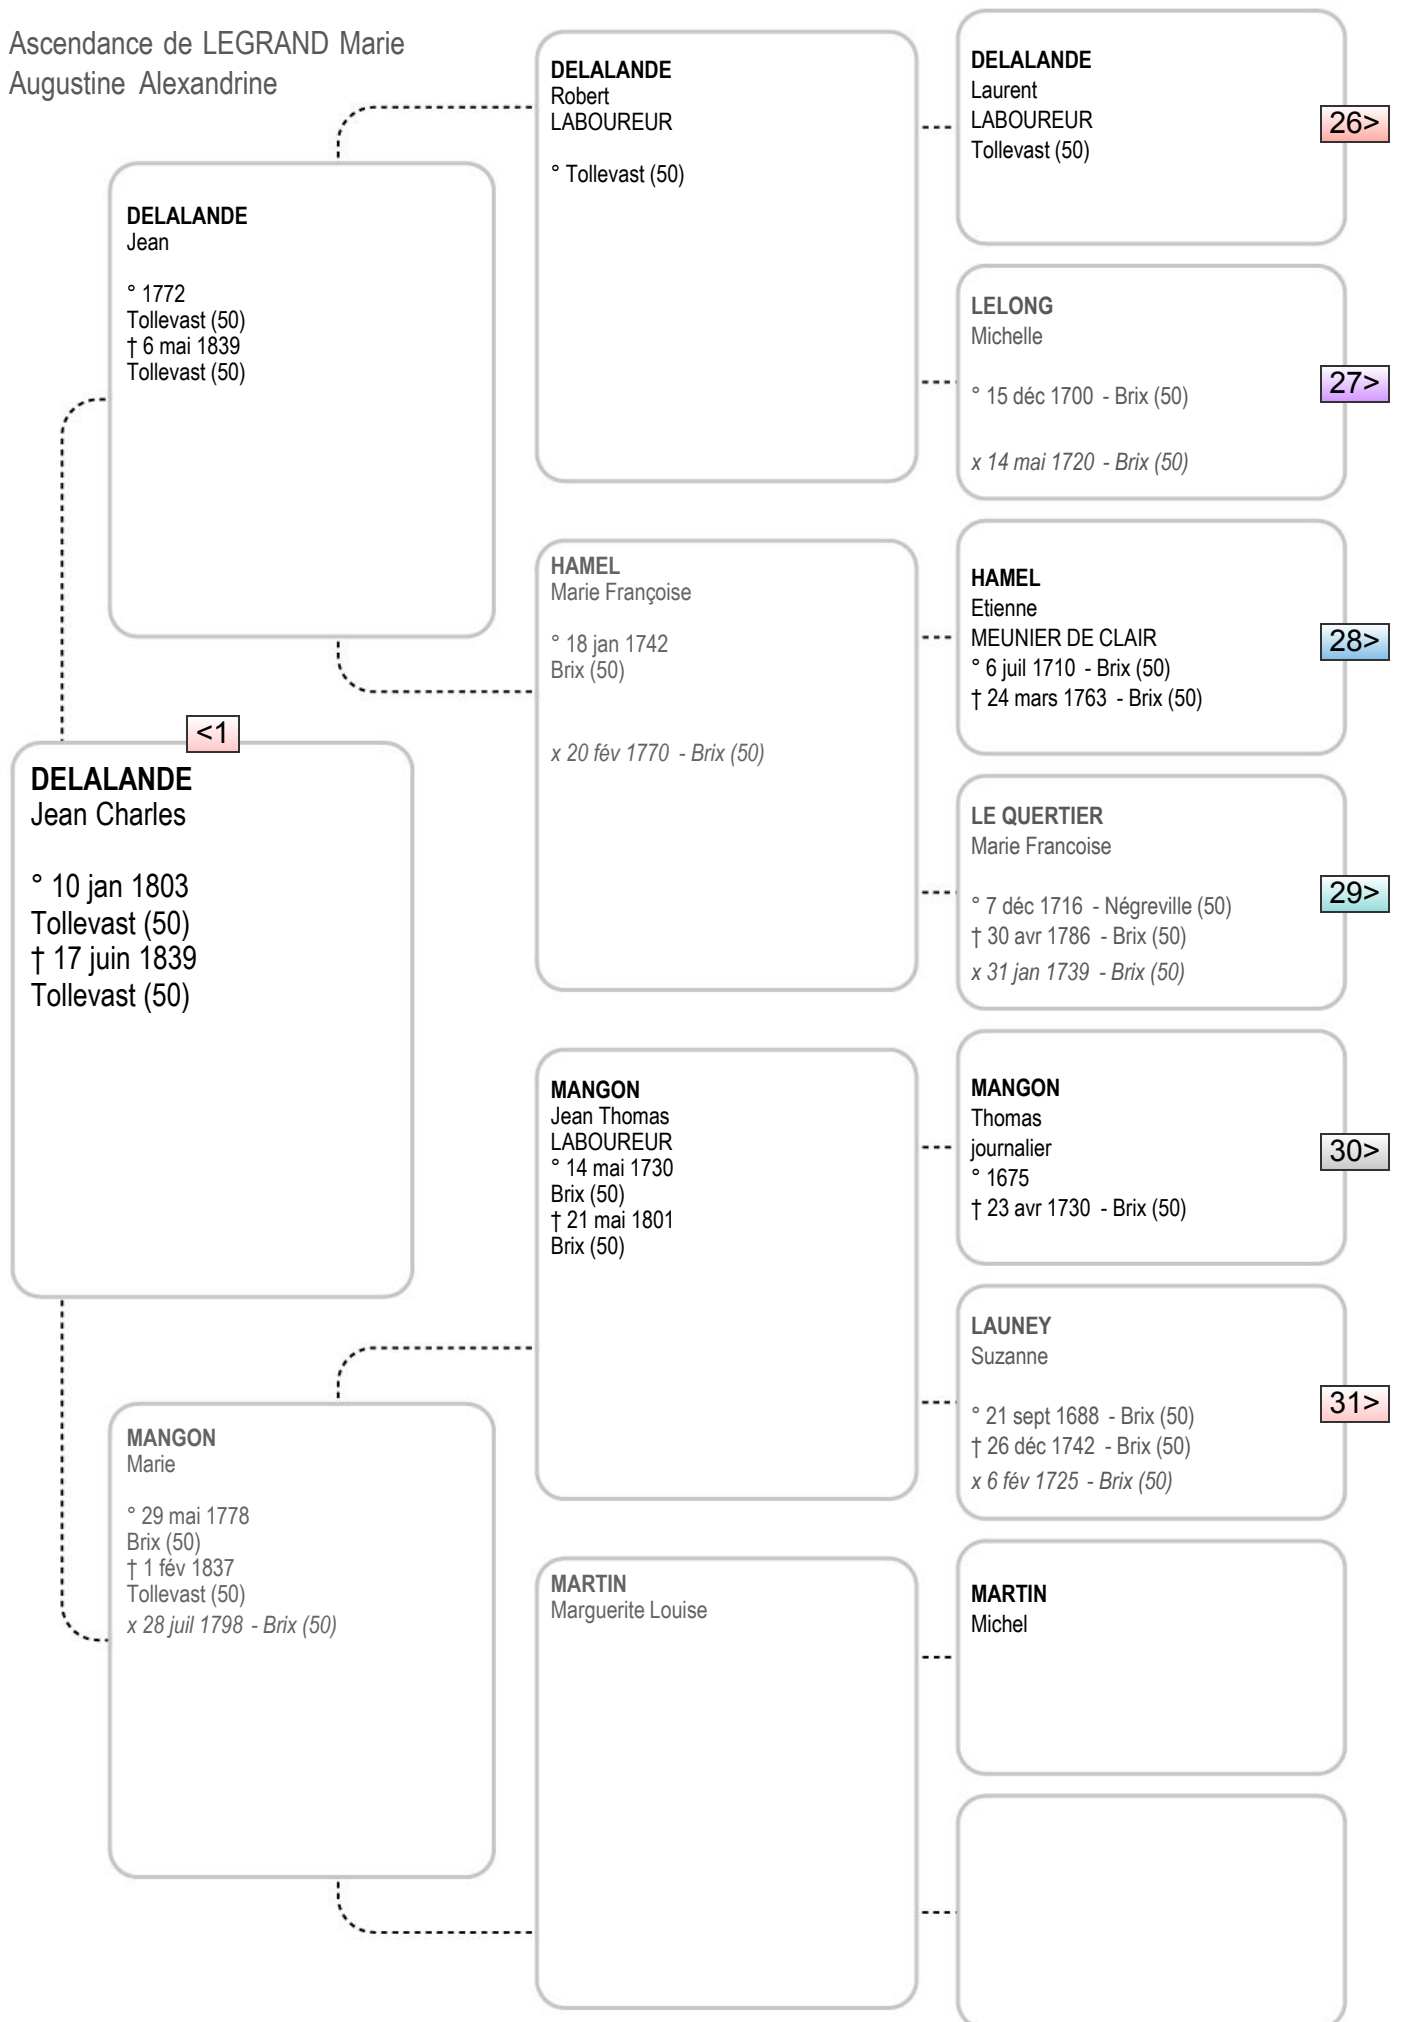 Ascendance de LEGRAND Marie
Augustine Alexandrine
<1
DELALANDE
Jean Charles
° 10 jan 1803
Tollevast (50)
† 17 juin 1839
Tollevast (50)
DELALANDE
Jean
° 1772
Tollevast (50)
† 6 mai 1839
Tollevast (50)
MANGON
Marie
° 29 mai 1778
Brix (50)
† 1 fév 1837
Tollevast (50)
x 28 juil 1798 - Brix (50)
DELALANDE
Robert
LABOUREUR
° Tollevast (50)
HAMEL
Marie Françoise
° 18 jan 1742
Brix (50)
x 20 fév 1770 - Brix (50)
MANGON
Jean Thomas
LABOUREUR
° 14 mai 1730
Brix (50)
† 21 mai 1801
Brix (50)
MARTIN
Marguerite Louise
DELALANDE
Laurent
LABOUREUR
Tollevast (50)
26>
LELONG
Michelle
° 15 déc 1700 - Brix (50)
x 14 mai 1720 - Brix (50)
27>
HAMEL
Etienne
MEUNIER DE CLAIR
° 6 juil 1710 - Brix (50)
† 24 mars 1763 - Brix (50)
28>
LE QUERTIER
Marie Francoise
° 7 déc 1716 - Négreville (50)
† 30 avr 1786 - Brix (50)
x 31 jan 1739 - Brix (50)
29>
MANGON
Thomas
journalier
° 1675
† 23 avr 1730 - Brix (50)
30>
LAUNEY
Suzanne
° 21 sept 1688 - Brix (50)
† 26 déc 1742 - Brix (50)
x 6 fév 1725 - Brix (50)
31>
MARTIN
Michel